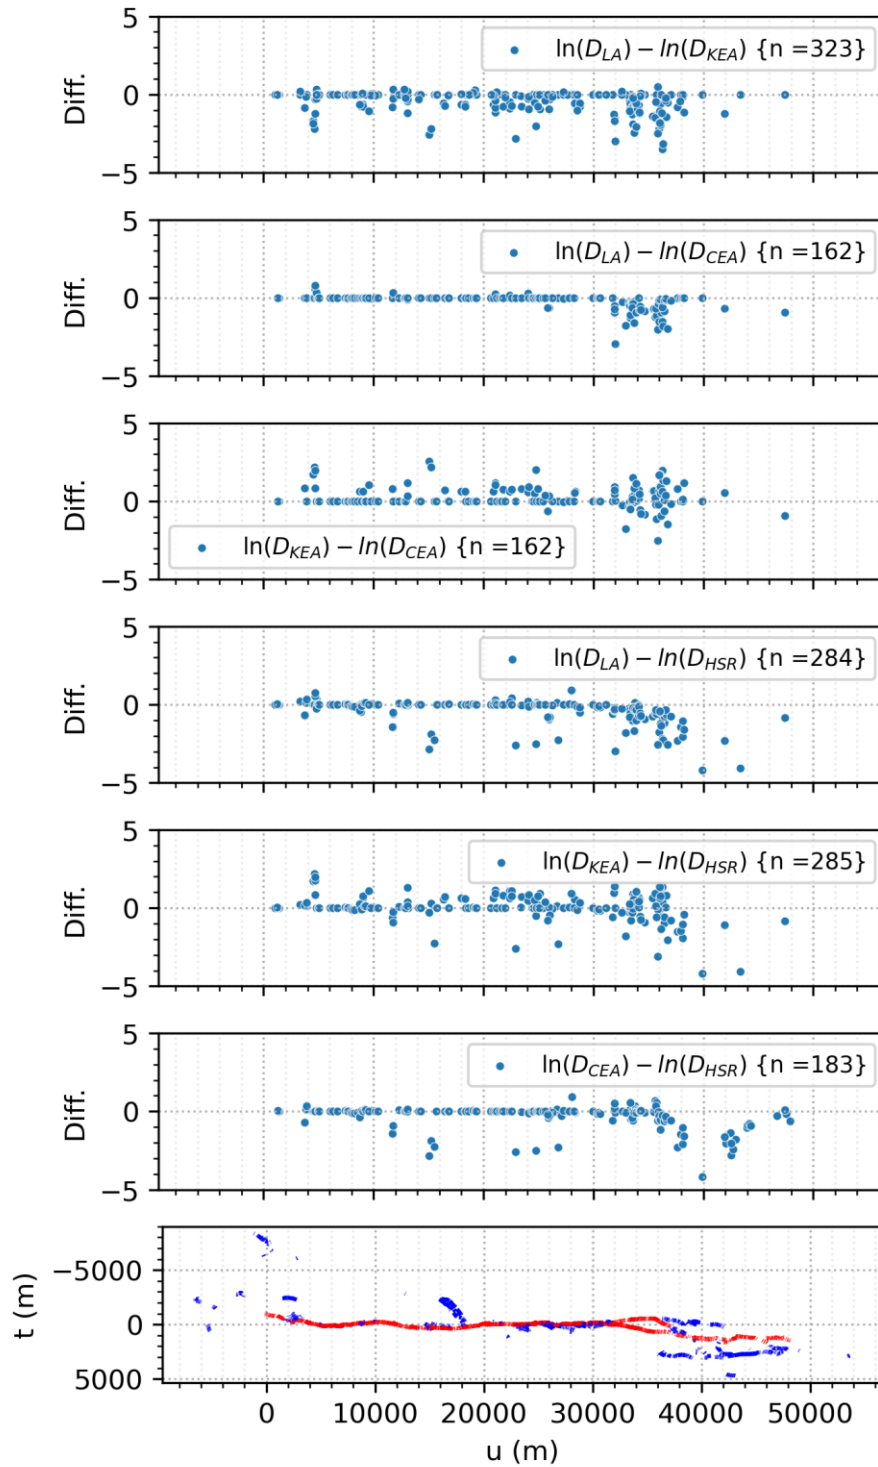 5
0
−5
Diff.
ln(D_LA) − ln(D_KEA) {n =323}
5
0
−5
Diff.
ln(D_LA) − ln(D_CEA) {n =162}
5
0
−5
Diff.
ln(D_KEA) − ln(D_CEA) {n =162}
5
0
−5
Diff.
ln(D_LA) − ln(D_HSR) {n =284}
5
0
−5
Diff.
ln(D_KEA) − ln(D_HSR) {n =285}
5
0
−5
Diff.
ln(D_CEA) − ln(D_HSR) {n =183}
−5000
0
5000
t (m)
0 10000 20000 30000 40000 50000
u (m)